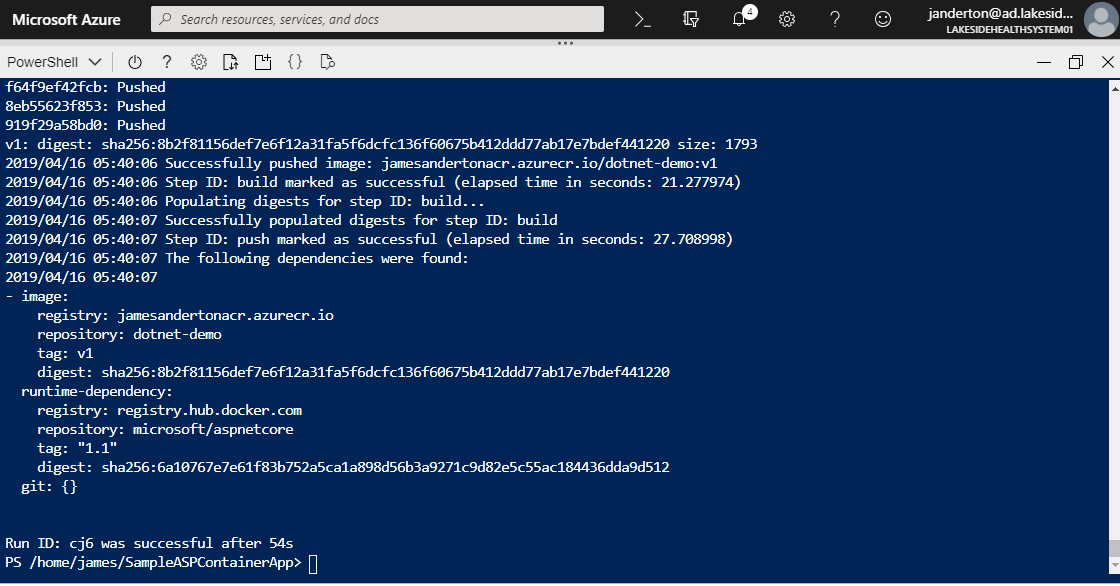 Microsoft Azure
Search resources, services, and docs
4
janderton@ad.lakesid...
LAKESIDEHEALTHSYSTEM01
PowerShell
f64f9ef42fcb: Pushed
8eb55623f853: Pushed
919f29a58bd0: Pushed
v1: digest: sha256:8b2f81156def7e6f12a31fa5f6dcfc136f60675b412ddd77ab17e7bdef441220 size: 1793
2019/04/16 05:40:06 Successfully pushed image: jamesandertonacr.azurecr.io/dotnet-demo:v1
2019/04/16 05:40:06 Step ID: build marked as successful (elapsed time in seconds: 21.277974)
2019/04/16 05:40:06 Populating digests for step ID: build...
2019/04/16 05:40:07 Successfully populated digests for step ID: build
2019/04/16 05:40:07 Step ID: push marked as successful (elapsed time in seconds: 27.708998)
2019/04/16 05:40:07 The following dependencies were found:
2019/04/16 05:40:07
- image:
    registry: jamesandertonacr.azurecr.io
    repository: dotnet-demo
    tag: v1
    digest: sha256:8b2f81156def7e6f12a31fa5f6dcfc136f60675b412ddd77ab17e7bdef441220
  runtime-dependency:
    registry: registry.hub.docker.com
    repository: microsoft/aspnetcore
    tag: "1.1"
    digest: sha256:6a10767e7e61f83b752a5ca1a898d56b3a9271c9d82e5c55ac184436dda9d512
  git: {}
Run ID: cj6 was successful after 54s
PS /home/james/SampleASPContainerApp>